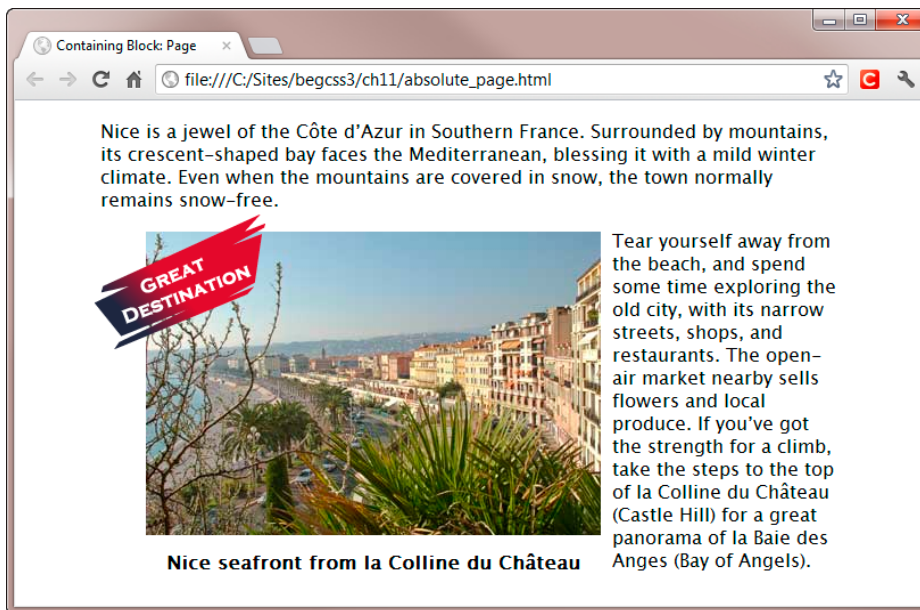 Containing Block: Page
file:///C:/Sites/begcss3/ch11/absolute_page.html
C
Nice is a jewel of the Côte d’Azur in Southern France. Surrounded by mountains,
its crescent-shaped bay faces the Mediterranean, blessing it with a mild winter
climate. Even when the mountains are covered in snow, the town normally
remains snow-free.
GREAT
DESTINATION
Nice seafront from la Colline du Château
Tear yourself away from
the beach, and spend
some time exploring the
old city, with its narrow
streets, shops, and
restaurants. The open-
air market nearby sells
flowers and local
produce. If you’ve got
the strength for a climb,
take the steps to the top
of la Colline du Château
(Castle Hill) for a great
panorama of la Baie des
Anges (Bay of Angels).